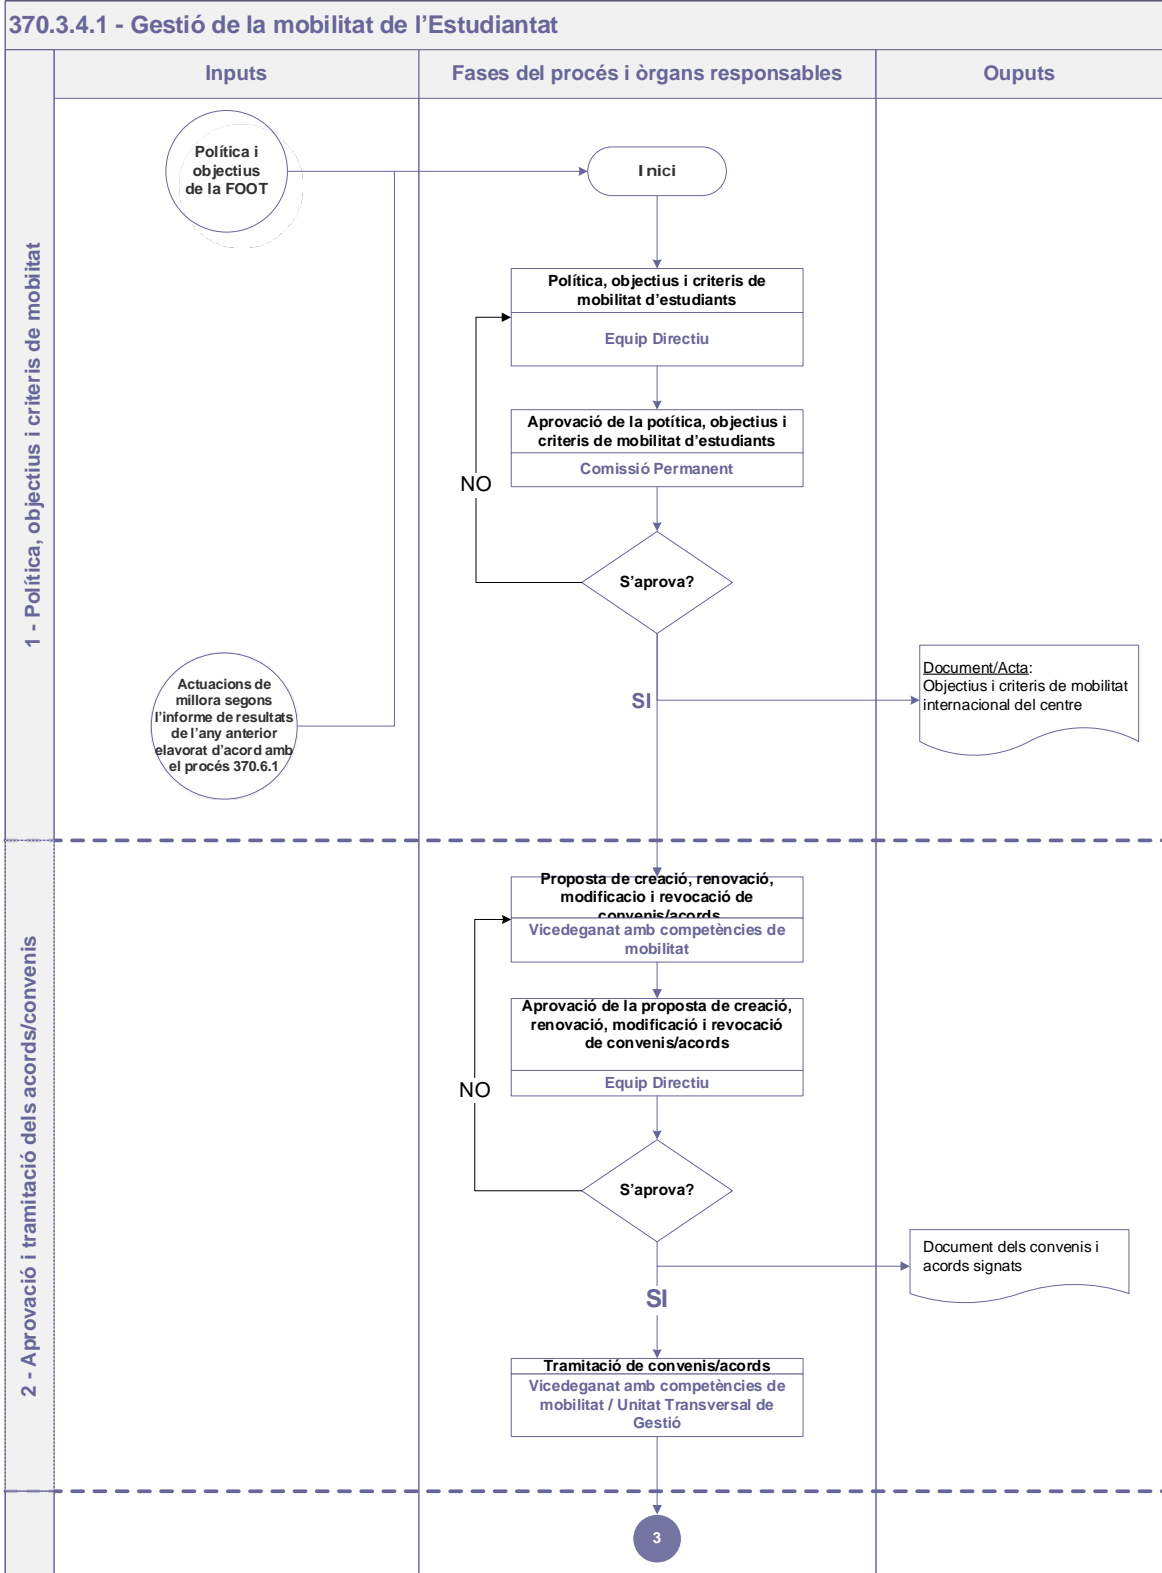 370.3.4.1 - Gestió de la mobilitat de l’Estudiantat
Inputs
Fases del procés i òrgans responsables
Ouputs
1 - Política, objectius i criteris de mobiitat
Política i
objectius
de la FOOT
Inici
Política, objectius i criteris de
mobilitat d’estudiants
Equip Directiu
Aprovació de la potítica, objectius i
criteris de mobilitat d’estudiants
Comissió Permanent
NO
S’aprova?
SI
Document/Acta:
Objectius i criteris de mobilitat
internacional del centre
Actuacions de
millora segons
l’informe de resultats
de l’any anterior
elavorat d’acord amb
el procés 370.6.1
2 - Aprovació i tramitació dels acords/convenis
Proposta de creació, renovació,
modificacio i revocació de
convenis/acords
Vicedeganat amb competències de
mobilitat
Aprovació de la proposta de creació,
renovació, modificació i revocació
de convenis/acords
Equip Directiu
NO
S’aprova?
SI
Document dels convenis i
acords signats
Tramitació de convenis/acords
Vicedeganat amb competències de
mobilitat / Unitat Transversal de
Gestió
3